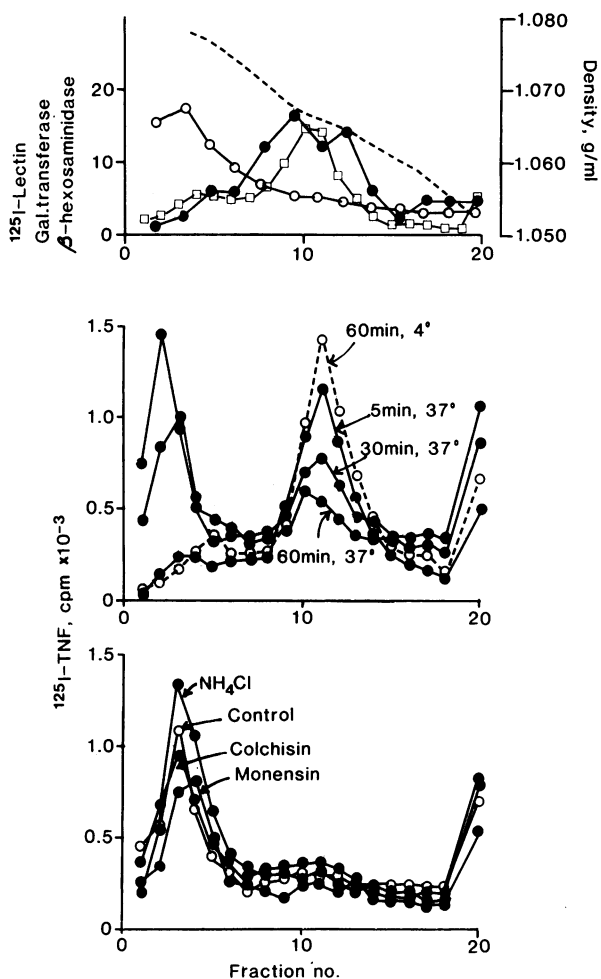 125I-Lectin
Gal.transferase
β-hexosaminidase
20
10
0
0
10
20
1.080
1.070
1.060
1.050
Density, g/ml
1.5
1.0
0.5
0
0
10
20
60min, 4°
5min, 37°
30min, 37°
60min, 37°
125I-TNF, cpm x10-3
1.5
1.0
0.5
0
0
10
20
NH4Cl
Control
Colchisin
Monensin
Fraction no.